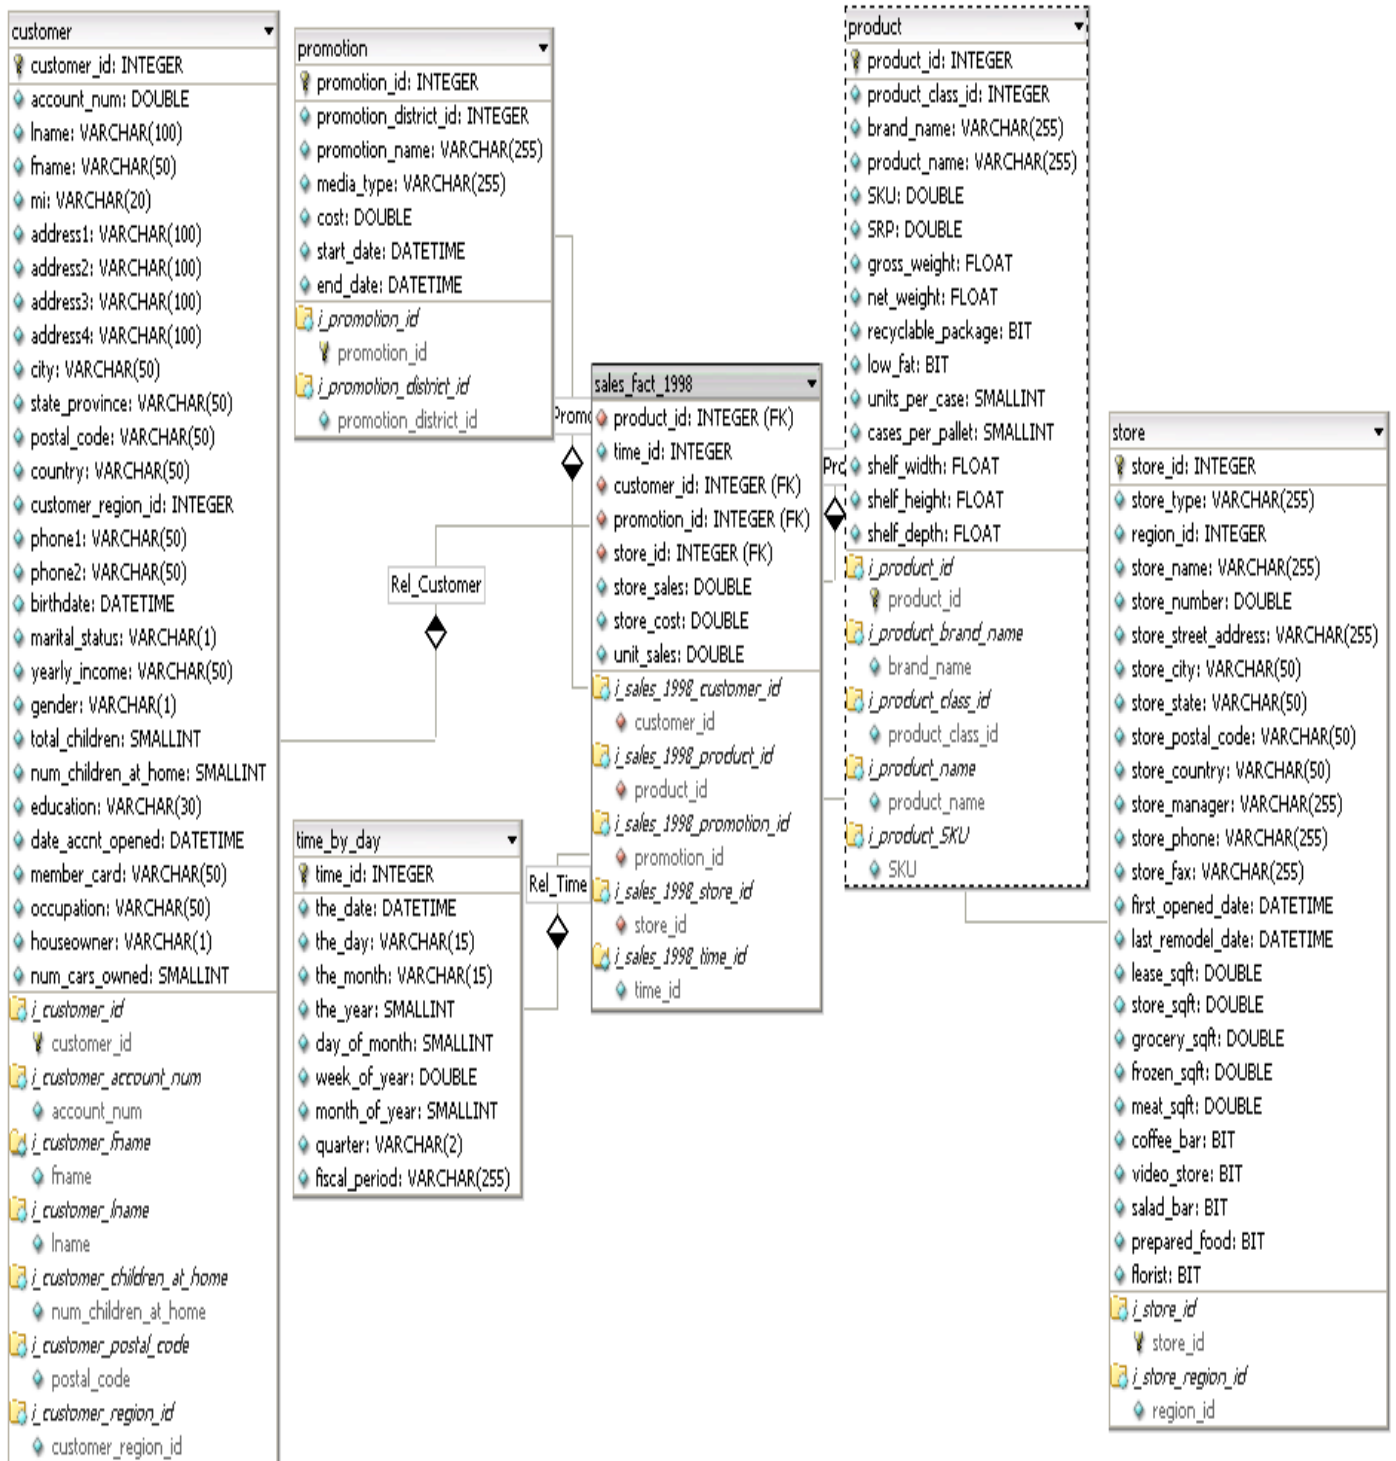 customer
customer_id: INTEGER
account_num: DOUBLE
lname: VARCHAR(100)
fname: VARCHAR(50)
mi: VARCHAR(20)
address1: VARCHAR(100)
address2: VARCHAR(100)
address3: VARCHAR(100)
address4: VARCHAR(100)
city: VARCHAR(50)
state_province: VARCHAR(50)
postal_code: VARCHAR(50)
country: VARCHAR(50)
customer_region_id: INTEGER
phone1: VARCHAR(50)
phone2: VARCHAR(50)
birthdate: DATETIME
marital_status: VARCHAR(1)
yearly_income: VARCHAR(50)
gender: VARCHAR(1)
total_children: SMALLINT
num_children_at_home: SMALLINT
education: VARCHAR(30)
date_accnt_opened: DATETIME
member_card: VARCHAR(50)
occupation: VARCHAR(50)
houseowner: VARCHAR(1)
num_cars_owned: SMALLINT
i_customer_id
customer_id
i_customer_account_num
account_num
i_customer_fname
fname
i_customer_lname
lname
i_customer_children_at_home
num_children_at_home
i_customer_postal_code
postal_code
i_customer_region_id
customer_region_id
promotion
promotion_id: INTEGER
promotion_district_id: INTEGER
promotion_name: VARCHAR(255)
media_type: VARCHAR(255)
cost: DOUBLE
start_date: DATETIME
end_date: DATETIME
i_promotion_id
promotion_id
i_promotion_district_id
promotion_district_id
Rel_Customer
time_by_day
time_id: INTEGER
the_date: DATETIME
the_day: VARCHAR(15)
the_month: VARCHAR(15)
the_year: SMALLINT
day_of_month: SMALLINT
week_of_year: DOUBLE
month_of_year: SMALLINT
quarter: VARCHAR(2)
fiscal_period: VARCHAR(255)
Rel_Time
Promo
sales_fact_1998
product_id: INTEGER (FK)
time_id: INTEGER
customer_id: INTEGER (FK)
promotion_id: INTEGER (FK)
store_id: INTEGER (FK)
store_sales: DOUBLE
store_cost: DOUBLE
unit_sales: DOUBLE
i_sales_1998_customer_id
customer_id
i_sales_1998_product_id
product_id
i_sales_1998_promotion_id
promotion_id
i_sales_1998_store_id
store_id
i_sales_1998_time_id
time_id
Pro
product
product_id: INTEGER
product_class_id: INTEGER
brand_name: VARCHAR(255)
product_name: VARCHAR(255)
SKU: DOUBLE
SRP: DOUBLE
gross_weight: FLOAT
net_weight: FLOAT
recyclable_package: BIT
low_fat: BIT
units_per_case: SMALLINT
cases_per_pallet: SMALLINT
shelf_width: FLOAT
shelf_height: FLOAT
shelf_depth: FLOAT
i_product_id
product_id
i_product_brand_name
brand_name
i_product_class_id
product_class_id
i_product_name
product_name
i_product_SKU
SKU
store
store_id: INTEGER
store_type: VARCHAR(255)
region_id: INTEGER
store_name: VARCHAR(255)
store_number: DOUBLE
store_street_address: VARCHAR(255)
store_city: VARCHAR(50)
store_state: VARCHAR(50)
store_postal_code: VARCHAR(50)
store_country: VARCHAR(50)
store_manager: VARCHAR(255)
store_phone: VARCHAR(255)
store_fax: VARCHAR(255)
first_opened_date: DATETIME
last_remodel_date: DATETIME
lease_sqft: DOUBLE
store_sqft: DOUBLE
grocery_sqft: DOUBLE
frozen_sqft: DOUBLE
meat_sqft: DOUBLE
coffee_bar: BIT
video_store: BIT
salad_bar: BIT
prepared_food: BIT
florist: BIT
i_store_id
store_id
i_store_region_id
region_id